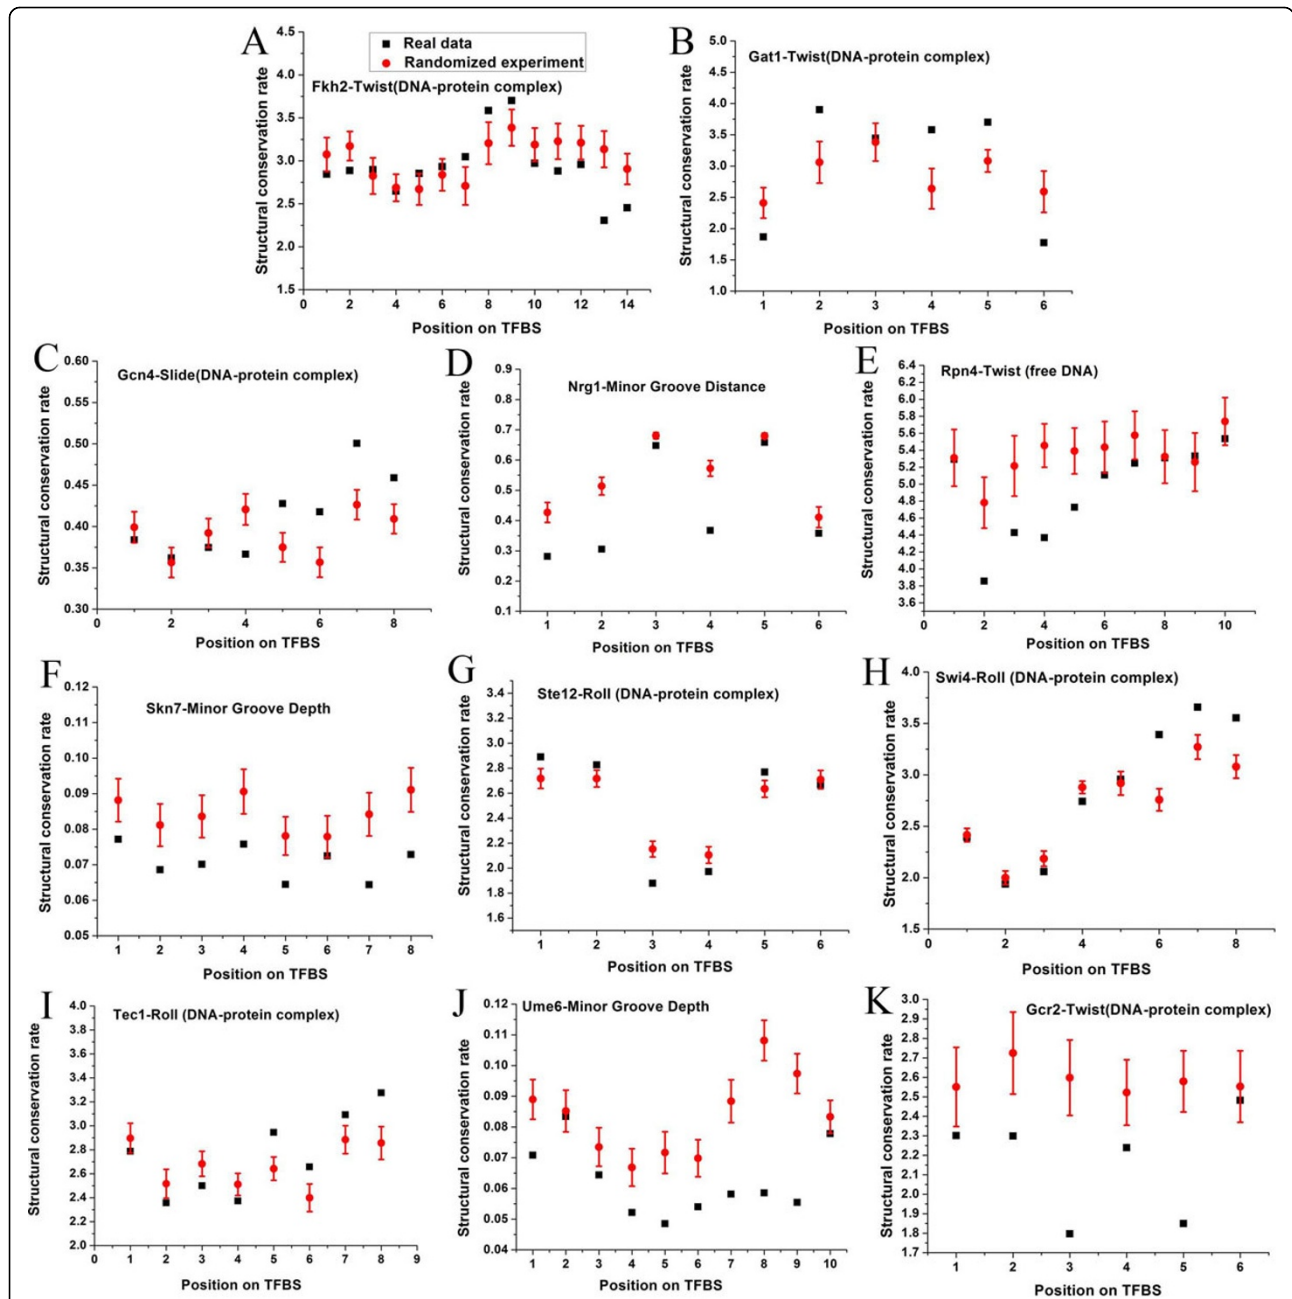 A
Real data
Randomized experiment
Fkh2-Twist(DNA-protein complex)
Structural conservation rate
4.5
4.0
3.5
3.0
2.5
2.0
1.5
0 2 4 6 8 10 12 14
Position on TFBS
B
Gat1-Twist(DNA-protein complex)
Structural conservation rate
5.0
4.5
4.0
3.5
3.0
2.5
2.0
1.5
1.0
1 2 3 4 5 6
Position on TFBS
C
Gcn4-Slide(DNA-protein complex)
Structural conservation rate
0.60
0.55
0.50
0.45
0.40
0.35
0.30
0 2 4 6 8
Position on TFBS
D
Nrg1-Minor Groove Distance
Structural conservation rate
0.9
0.8
0.7
0.6
0.5
0.4
0.3
0.2
0.1
1 2 3 4 5 6
Position on TFBS
E
Rpn4-Twist (free DNA)
Structural conservation rate
6.4
6.2
6.0
5.8
5.6
5.4
5.2
5.0
4.8
4.6
4.4
4.2
4.0
3.8
3.6
0 2 4 6 8 10
Position on TFBS
F
Skn7-Minor Groove Depth
Structural conservation rate
0.12
0.11
0.10
0.09
0.08
0.07
0.06
0.05
1 2 3 4 5 6 7 8
Position on TFBS
G
Ste12-Roll (DNA-protein complex)
Structural conservation rate
3.4
3.2
3.0
2.8
2.6
2.4
2.2
2.0
1.8
1.6
1 2 3 4 5 6
Position on TFBS
H
Swi4-Roll (DNA-protein complex)
Structural conservation rate
4.0
3.5
3.0
2.5
2.0
1.5
0 2 4 6 8
Position on TFBS
I
Tec1-Roll (DNA-protein complex)
Structural conservation rate
4.0
3.8
3.6
3.4
3.2
3.0
2.8
2.6
2.4
2.2
2.0
0 1 2 3 4 5 6 7 8 9
Position on TFBS
J
Ume6-Minor Groove Depth
Structural conservation rate
0.12
0.11
0.10
0.09
0.08
0.07
0.06
0.05
0.04
1 2 3 4 5 6 7 8 9 10
Position on TFBS
K
Gcr2-Twist(DNA-protein complex)
Structural conservation rate
3.0
2.9
2.8
2.7
2.6
2.5
2.4
2.3
2.2
2.1
2.0
1.9
1.8
1.7
1 2 3 4 5 6
Position on TFBS